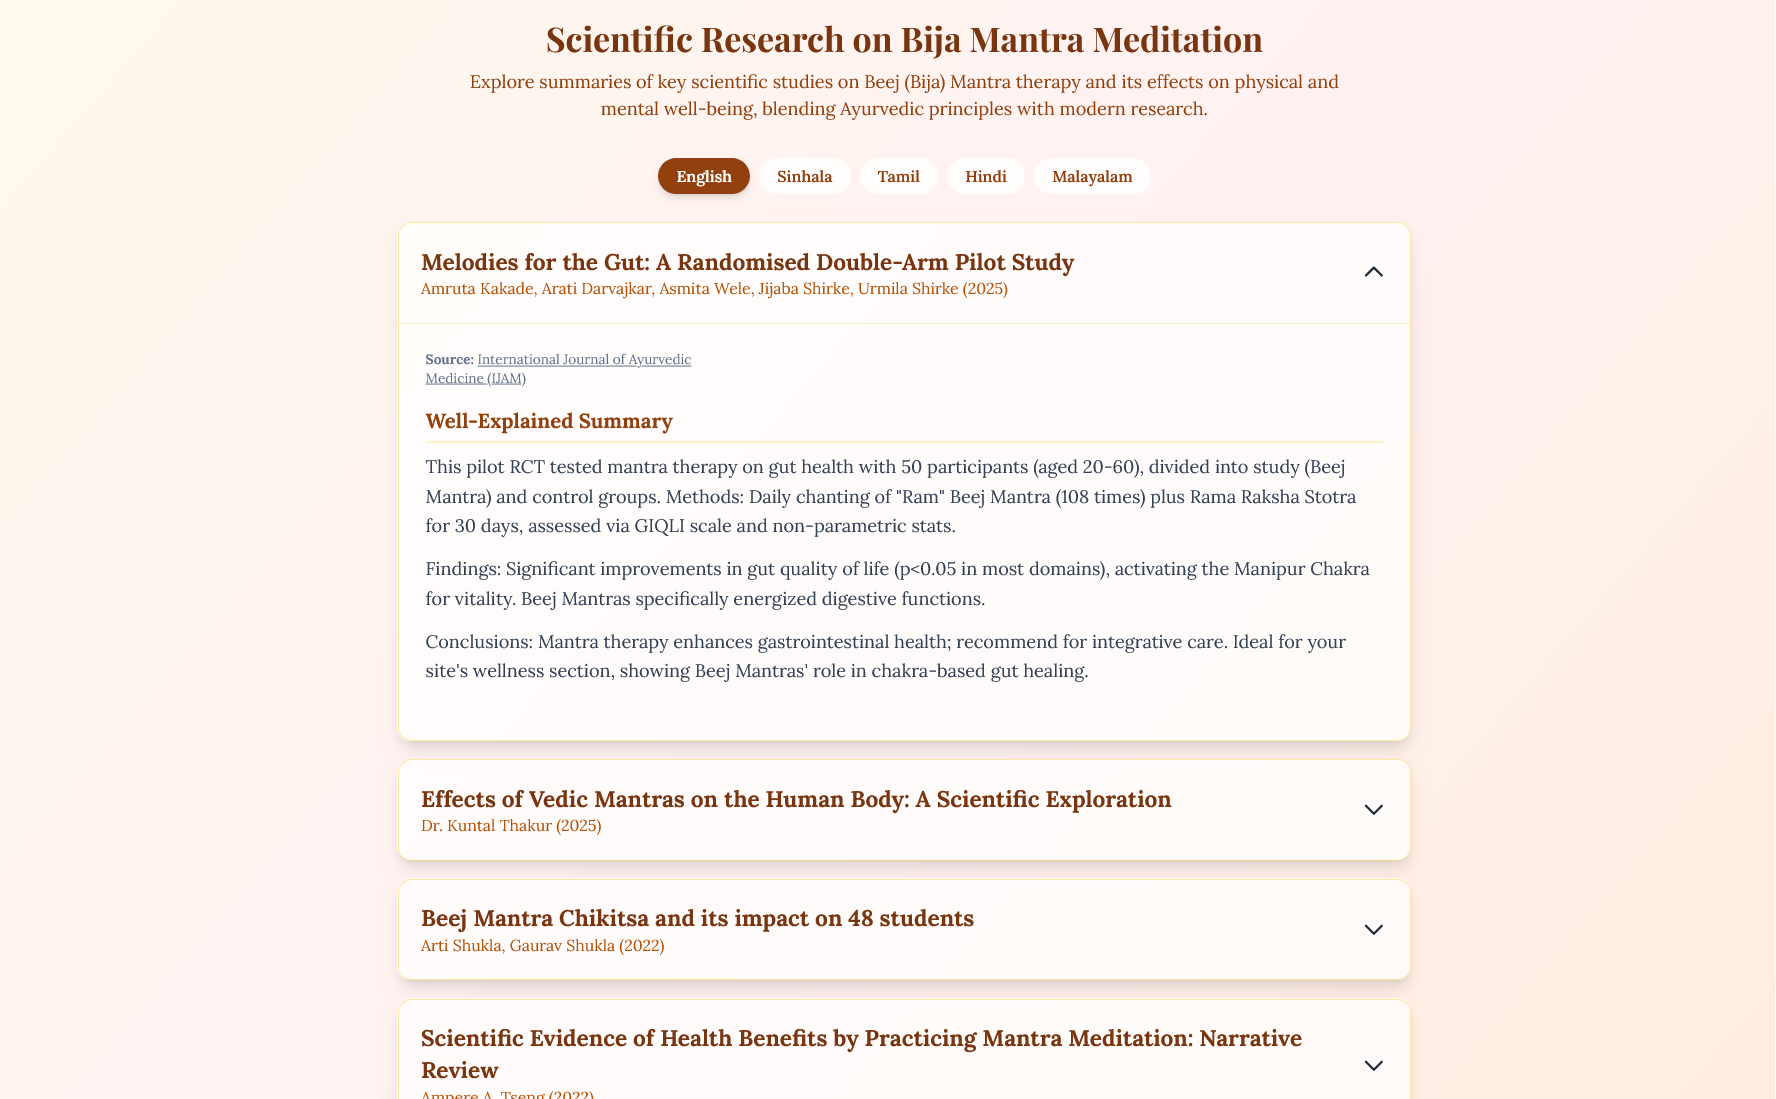 Scientific Research on Bija Mantra Meditation
Explore summaries of key scientific studies on Beej (Bija) Mantra therapy and its effects on physical and
mental well-being, blending Ayurvedic principles with modern research.
English
Sinhala
Tamil
Hindi
Malayalam
Melodies for the Gut: A Randomised Double-Arm Pilot Study
Amruta Kakade, Arati Darvajkar, Asmita Wele, Jijaba Shirke, Urmila Shirke (2025)
Source: International Journal of Ayurvedic
Medicine (IJAM)
Well-Explained Summary
This pilot RCT tested mantra therapy on gut health with 50 participants (aged 20-60), divided into study (Beej
Mantra) and control groups. Methods: Daily chanting of "Ram" Beej Mantra (108 times) plus Rama Raksha Stotra
for 30 days, assessed via GIQLI scale and non-parametric stats.
Findings: Significant improvements in gut quality of life (p<0.05 in most domains), activating the Manipur Chakra
for vitality. Beej Mantras specifically energized digestive functions.
Conclusions: Mantra therapy enhances gastrointestinal health; recommend for integrative care. Ideal for your
site's wellness section, showing Beej Mantras' role in chakra-based gut healing.
Effects of Vedic Mantras on the Human Body: A Scientific Exploration
Dr. Kuntal Thakur (2025)
Beej Mantra Chikitsa and its impact on 48 students
Arti Shukla, Gaurav Shukla (2022)
Scientific Evidence of Health Benefits by Practicing Mantra Meditation: Narrative
Review
Ampere A. Tseng (2022)